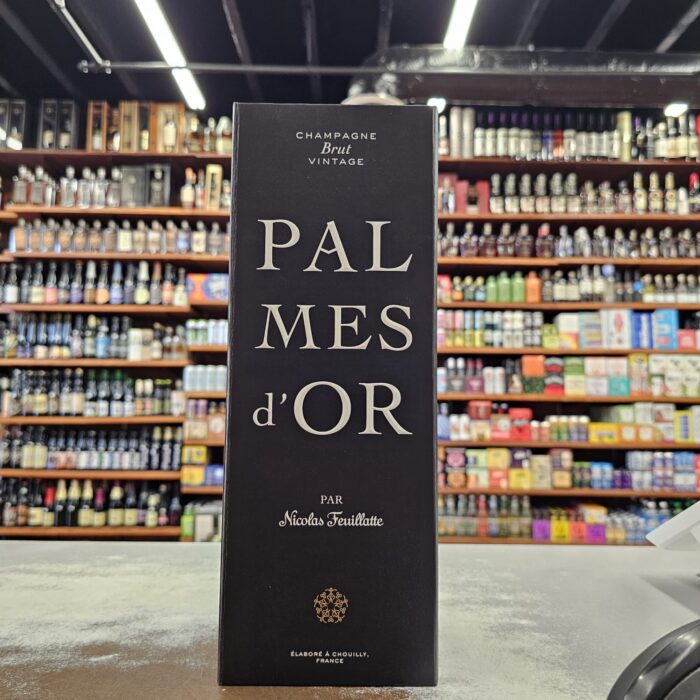 CHAMPAGNE
Brut
VINTAGE
PAL
MES
d'OR
PAR
Nicolas Feuillatte
ÉLABORÉ À CHOUILLY,
FRANCE